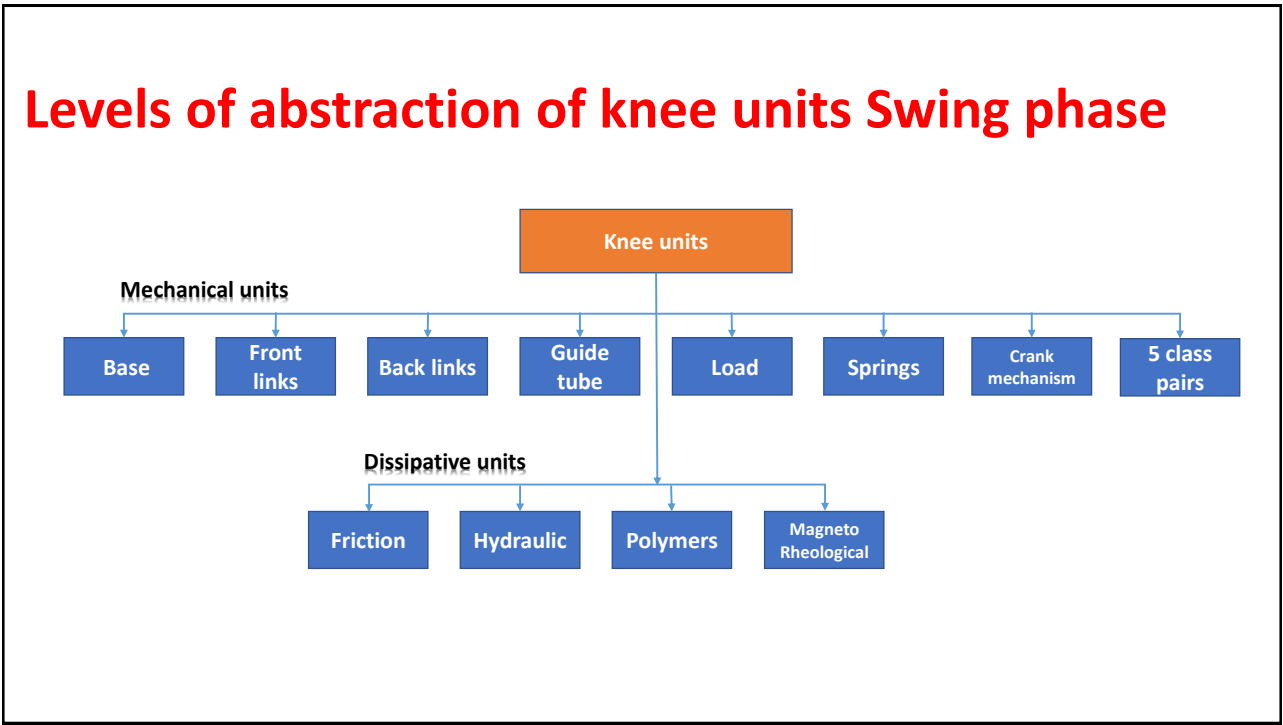 Levels of abstraction of knee units Swing phase
Knee units
Mechanical units
Base
Front
links
Back links
Guide
tube
Load
Springs
Crank
mechanism
5 class
pairs
Dissipative units
Friction
Hydraulic
Polymers
Magneto
Rheological